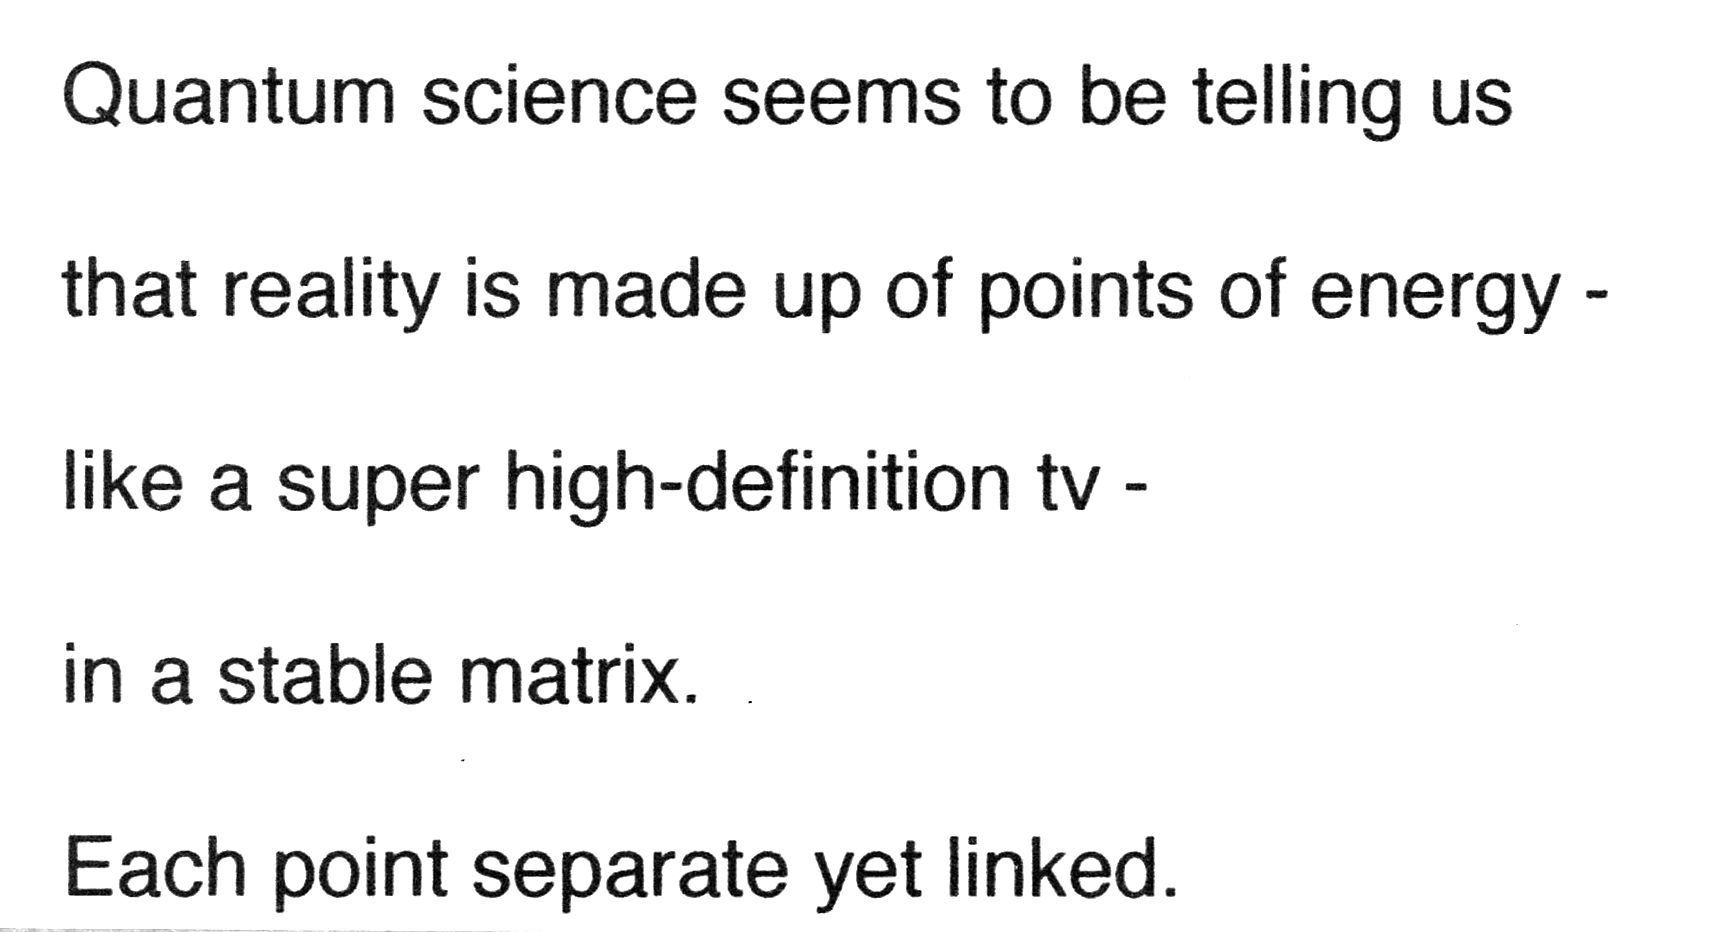 Quantum science seems to be telling us
that reality is made up of points of energy -
like a super high-definition tv -
in a stable matrix.
Each point separate yet linked.